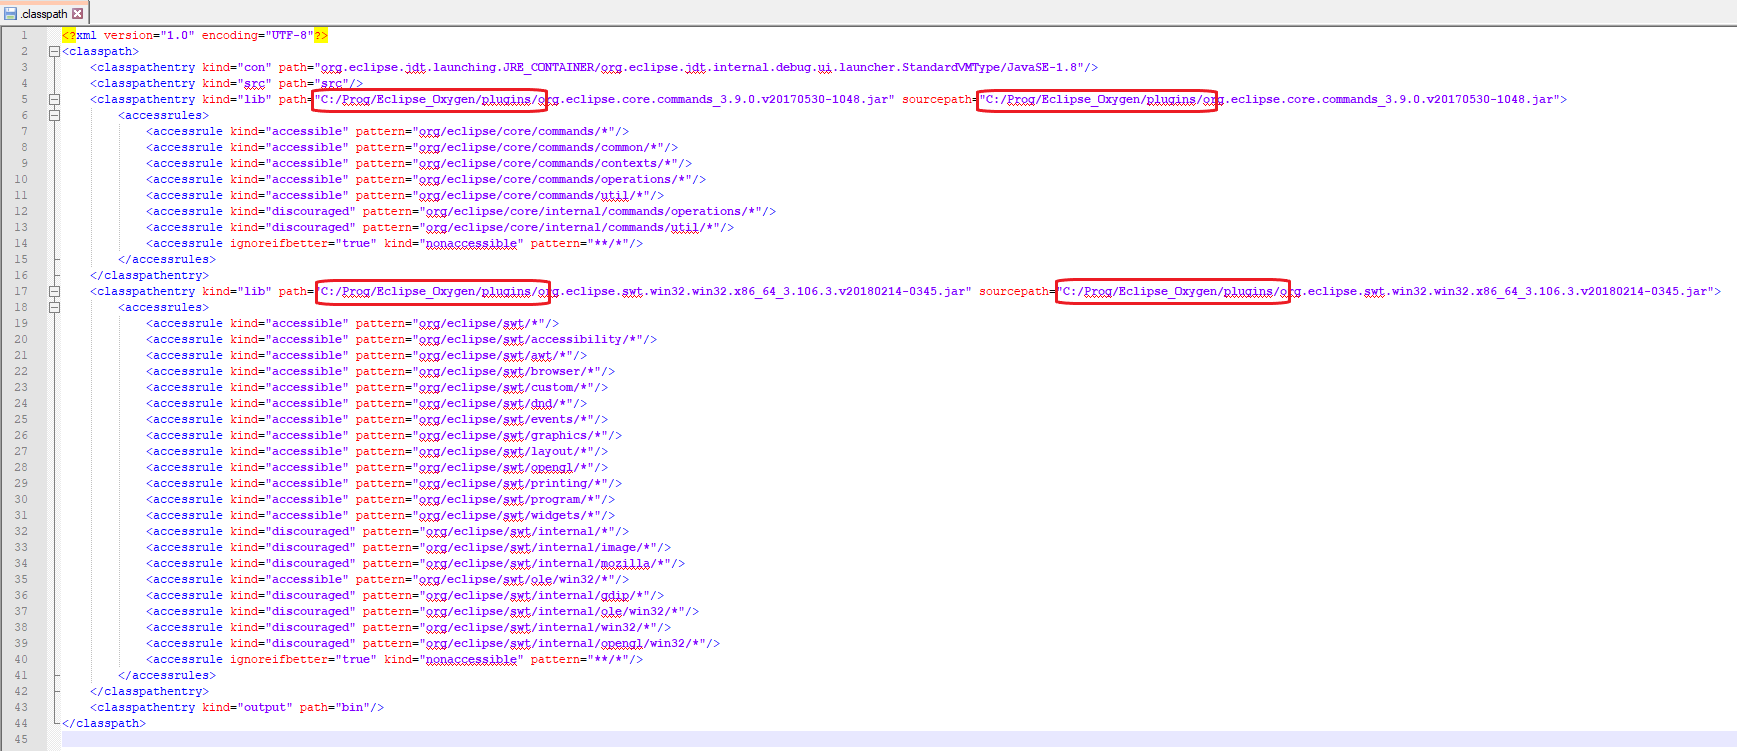 .classpath
1 <?xml version="1.0" encoding="UTF-8"?>
2 <classpath>
3 <classpathentry kind="con" path="org.eclipse.jdt.launching.JRE_CONTAINER/org.eclipse.jdt.internal.debug.ui.launcher.StandardVMType/JavaSE-1.8"/>
4 <classpathentry kind="src" path="src"/>
5 <classpathentry kind="lib" path="C:/Prog/Eclipse_Oxygen/plugins/org.eclipse.core.commands_3.9.0.v20170530-1048.jar" sourcepath="C:/Prog/Eclipse_Oxygen/plugins/org.eclipse.core.commands_3.9.0.v20170530-1048.jar">
6 <accessrules>
7 <accessrule kind="accessible" pattern="org/eclipse/core/commands/*"/>
8 <accessrule kind="accessible" pattern="org/eclipse/core/commands/common/*"/>
9 <accessrule kind="accessible" pattern="org/eclipse/core/commands/contexts/*"/>
10 <accessrule kind="accessible" pattern="org/eclipse/core/commands/operations/*"/>
11 <accessrule kind="accessible" pattern="org/eclipse/core/commands/util/*"/>
12 <accessrule kind="discouraged" pattern="org/eclipse/core/internal/commands/operations/*"/>
13 <accessrule kind="discouraged" pattern="org/eclipse/core/internal/commands/util/*"/>
14 <accessrule ignoreifbetter="true" kind="nonaccessible" pattern="**/*"/>
15 </accessrules>
16 </classpathentry>
17 <classpathentry kind="lib" path="C:/Prog/Eclipse_Oxygen/plugins/org.eclipse.swt.win32.win32.x86_64_3.106.3.v20180214-0345.jar" sourcepath="C:/Prog/Eclipse_Oxygen/plugins/org.eclipse.swt.win32.win32.x86_64_3.106.3.v20180214-0345.jar">
18 <accessrules>
19 <accessrule kind="accessible" pattern="org/eclipse/swt/*"/>
20 <accessrule kind="accessible" pattern="org/eclipse/swt/accessibility/*"/>
21 <accessrule kind="accessible" pattern="org/eclipse/swt/awt/*"/>
22 <accessrule kind="accessible" pattern="org/eclipse/swt/browser/*"/>
23 <accessrule kind="accessible" pattern="org/eclipse/swt/custom/*"/>
24 <accessrule kind="accessible" pattern="org/eclipse/swt/dnd/*"/>
25 <accessrule kind="accessible" pattern="org/eclipse/swt/events/*"/>
26 <accessrule kind="accessible" pattern="org/eclipse/swt/graphics/*"/>
27 <accessrule kind="accessible" pattern="org/eclipse/swt/layout/*"/>
28 <accessrule kind="accessible" pattern="org/eclipse/swt/opengl/*"/>
29 <accessrule kind="accessible" pattern="org/eclipse/swt/printing/*"/>
30 <accessrule kind="accessible" pattern="org/eclipse/swt/program/*"/>
31 <accessrule kind="accessible" pattern="org/eclipse/swt/widgets/*"/>
32 <accessrule kind="discouraged" pattern="org/eclipse/swt/internal/*"/>
33 <accessrule kind="discouraged" pattern="org/eclipse/swt/internal/image/*"/>
34 <accessrule kind="discouraged" pattern="org/eclipse/swt/internal/mozilla/*"/>
35 <accessrule kind="accessible" pattern="org/eclipse/swt/ole/win32/*"/>
36 <accessrule kind="discouraged" pattern="org/eclipse/swt/internal/gdip/*"/>
37 <accessrule kind="discouraged" pattern="org/eclipse/swt/internal/ole/win32/*"/>
38 <accessrule kind="discouraged" pattern="org/eclipse/swt/internal/win32/*"/>
39 <accessrule kind="discouraged" pattern="org/eclipse/swt/internal/opengl/win32/*"/>
40 <accessrule ignoreifbetter="true" kind="nonaccessible" pattern="**/*"/>
41 </accessrules>
42 </classpathentry>
43 <classpathentry kind="output" path="bin"/>
44 </classpath>
45